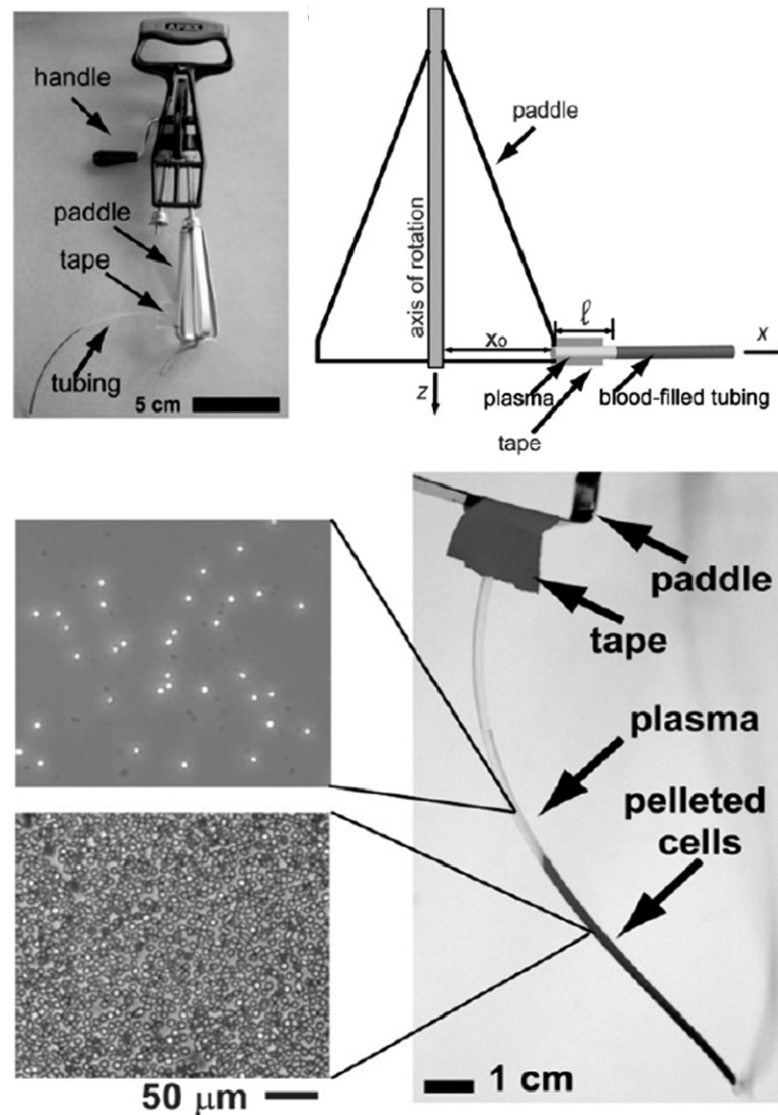 APEX
handle
paddle
tape
tubing
5 cm
axis of rotation
paddle
x₀
ℓ
x
z
plasma
blood-filled tubing
tape
paddle
tape
plasma
pelleted
cells
1 cm
50 μm